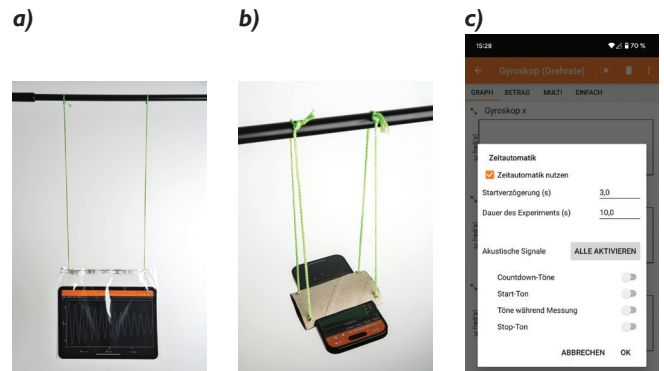 a)
b)
c)
15:28
70 %
Gyroskop (Drehrate)
GRAPH BETRAG MULTI EINFACH
Gyroskop x
Zeitautomatik
Zeitautomatik nutzen
Startverzögerung (s) 3,0
Dauer des Experiments (s) 10,0
Akustische Signale ALLE AKTIVIEREN
Countdown-Töne
Start-Ton
Töne während Messung
Stop-Ton
ABBRECHEN OK